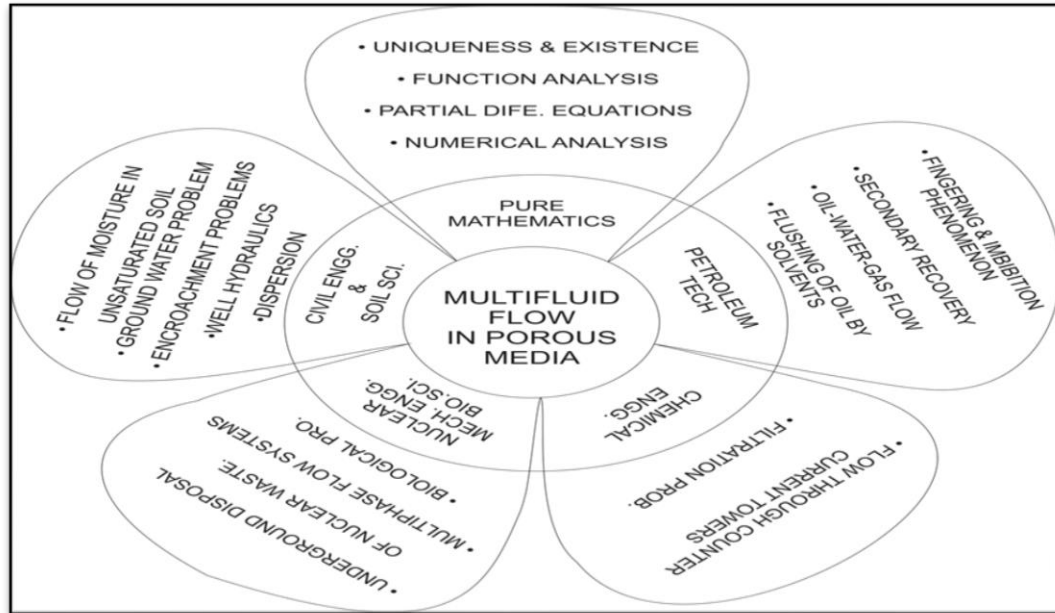 • UNIQUENESS & EXISTENCE
• FUNCTION ANALYSIS
• PARTIAL DIFE. EQUATIONS
• NUMERICAL ANALYSIS
PURE
MATHEMATICS
• FINGERING & IMBIBITION
PHENOMENON
• SECONDARY RECOVERY
• OIL-WATER-GAS FLOW
• FLUSHING OF OIL BY
SOLVENTS
PETROLEUM
TECH
CHEMICAL
ENGG.
• FLOW THROUGH COUNTER
CURRENT TOWERS
• FILTRATION PROB.
NUCLEAR
MECH. ENGG.
BIO.SCI.
• BIOLOGICAL PRO.
• MULTIPHASE FLOW SYSTEMS
• UNDERGROUND DISPOSAL
OF NUCLEAR WASTE.
CIVIL ENGG.
&
SOIL SCI.
• FLOW OF MOISTURE IN
UNSATURATED SOIL
• GROUND WATER PROBLEM
• ENCROACHMENT PROBLEMS
• WELL HYDRAULICS
• DISPERSION
MULTIFLUID
FLOW
IN POROUS
MEDIA